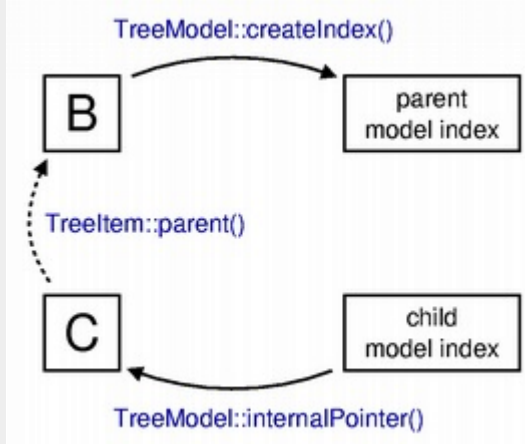 TreeModel::createIndex()
B
parent
model index
TreeItem::parent()
C
child
model index
TreeModel::internalPointer()